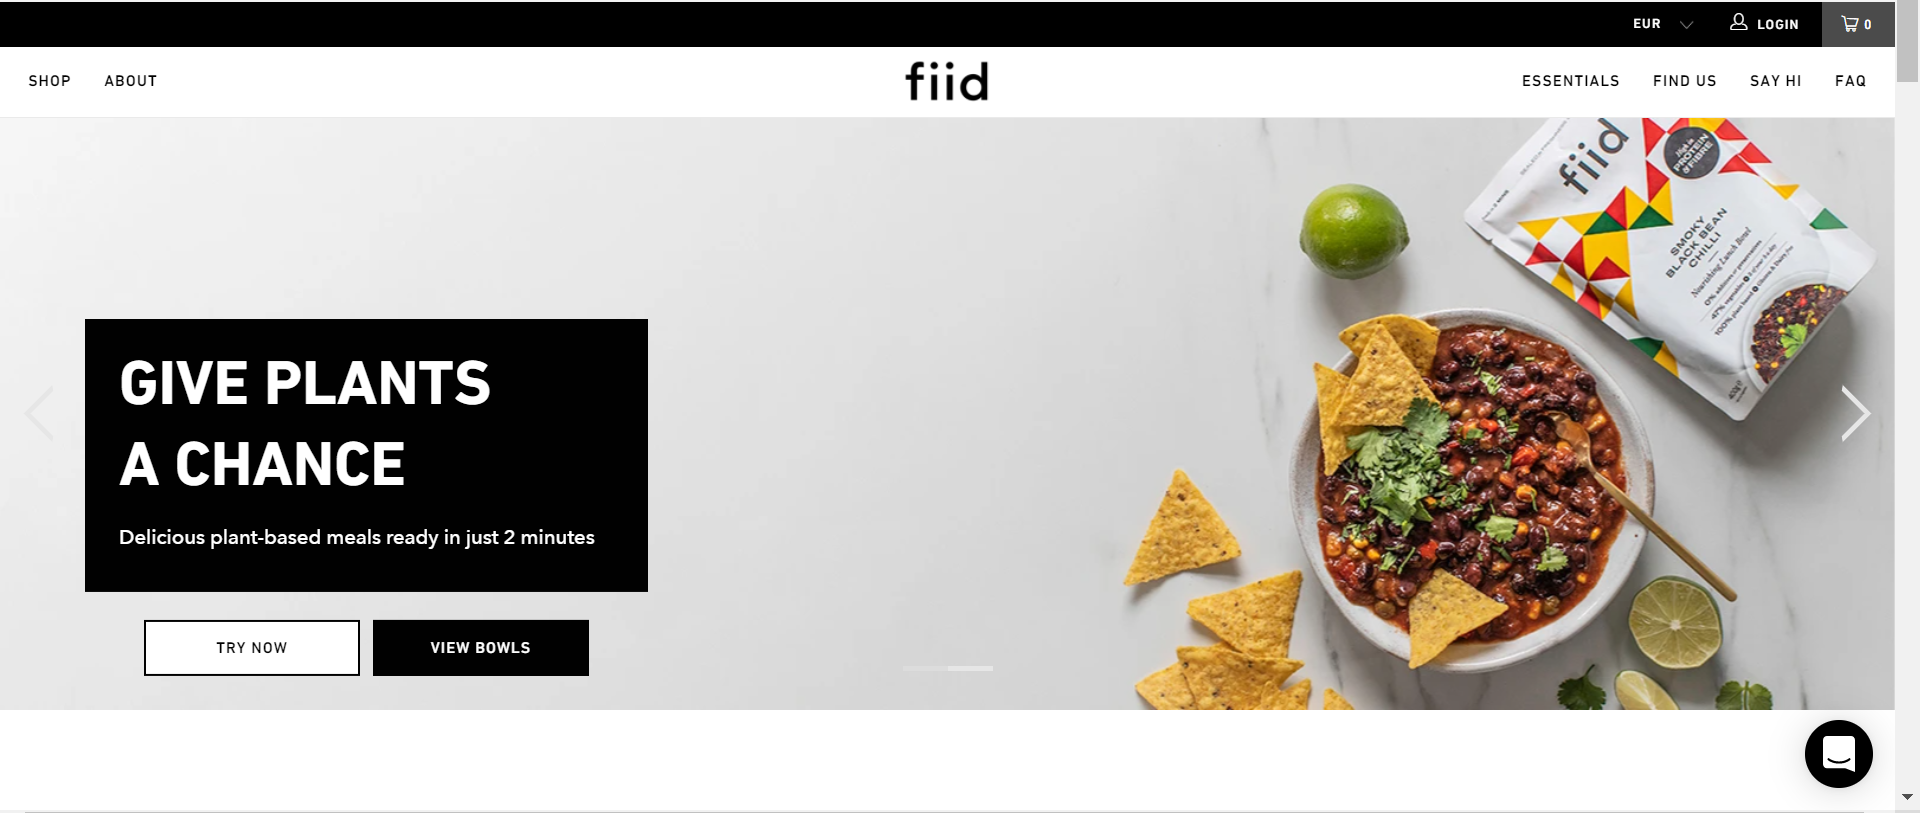 EUR
LOGIN
0
SHOP
ABOUT
fiid
ESSENTIALS
FIND US
SAY HI
FAQ
fiid
High in
PROTEIN
& FIBRE
SMOKY
BLACK BEAN
CHILLI
Nourishing Lunch Bowl
GIVE PLANTS
A CHANCE
Delicious plant-based meals ready in just 2 minutes
TRY NOW
VIEW BOWLS